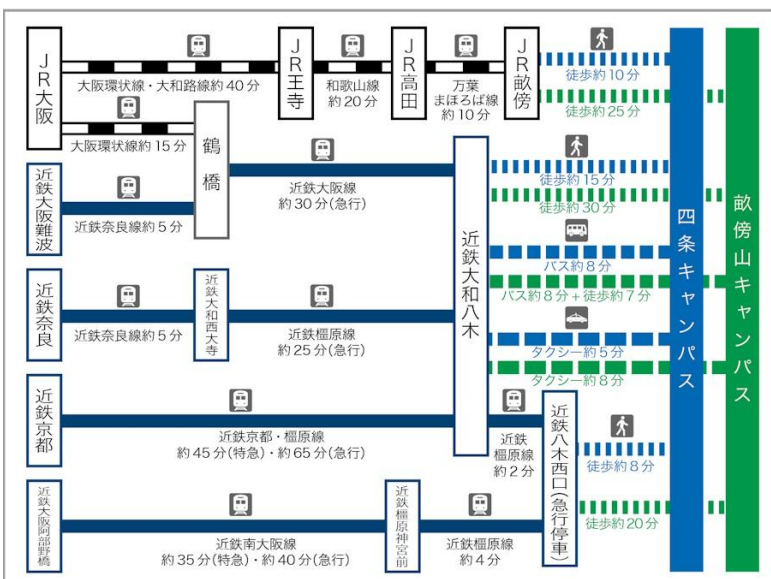 JR大阪
大阪環状線・大和路線約40分
JR王寺
和歌山線
約20分
JR高田
万葉
まほろば線
約10分
JR畝傍
徒歩約10分
徒歩約25分
大阪環状線約15分
鶴橋
近鉄大阪難波
近鉄奈良線約5分
近鉄大阪線
約30分(急行)
近鉄大和八木
徒歩約15分
徒歩約30分
バス約8分
バス約8分+徒歩約7分
タクシー約5分
タクシー約8分
近鉄奈良
近鉄奈良線約5分
近鉄大和西大寺
近鉄橿原線
約25分(急行)
近鉄京都
近鉄京都・橿原線
約45分(特急)・約65分(急行)
近鉄
橿原線
約2分
近鉄八木西口(急行停車)
徒歩約8分
徒歩約20分
近鉄大阪阿部野橋
近鉄南大阪線
約35分(特急)・約40分(急行)
近鉄橿原神宮前
近鉄橿原線
約4分
四条キャンパス
畝傍山キャンパス